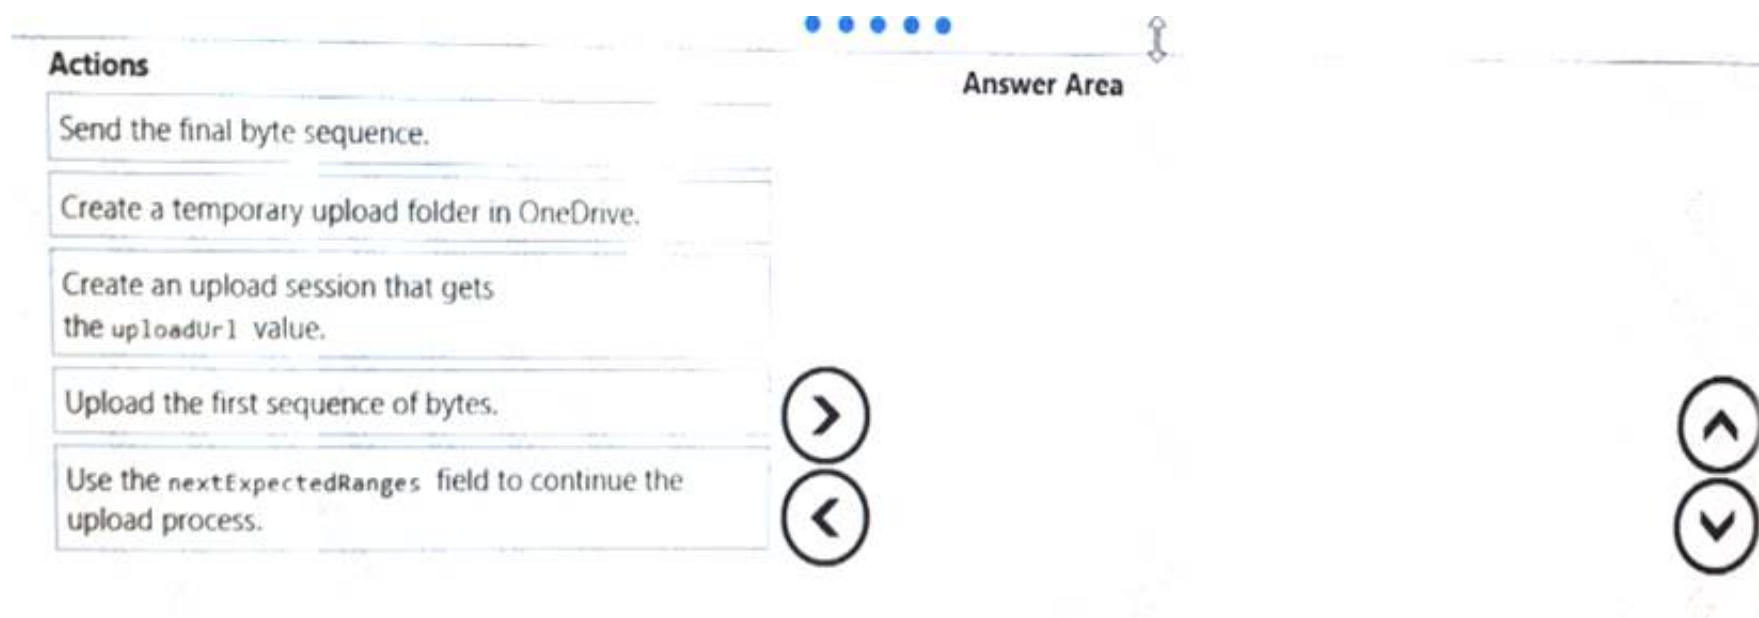 Actions
Answer Area
Send the final byte sequence.
Create a temporary upload folder in OneDrive.
Create an upload session that gets
the uploadUrl value.
Upload the first sequence of bytes.
Use the nextExpectedRanges field to continue the
upload process.